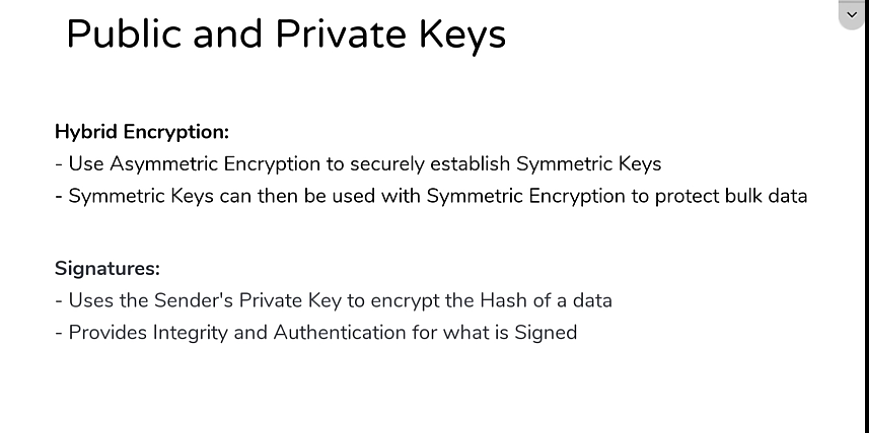 Public and Private Keys
Hybrid Encryption:
- Use Asymmetric Encryption to securely establish Symmetric Keys
- Symmetric Keys can then be used with Symmetric Encryption to protect bulk data
Signatures:
- Uses the Sender's Private Key to encrypt the Hash of a data
- Provides Integrity and Authentication for what is Signed